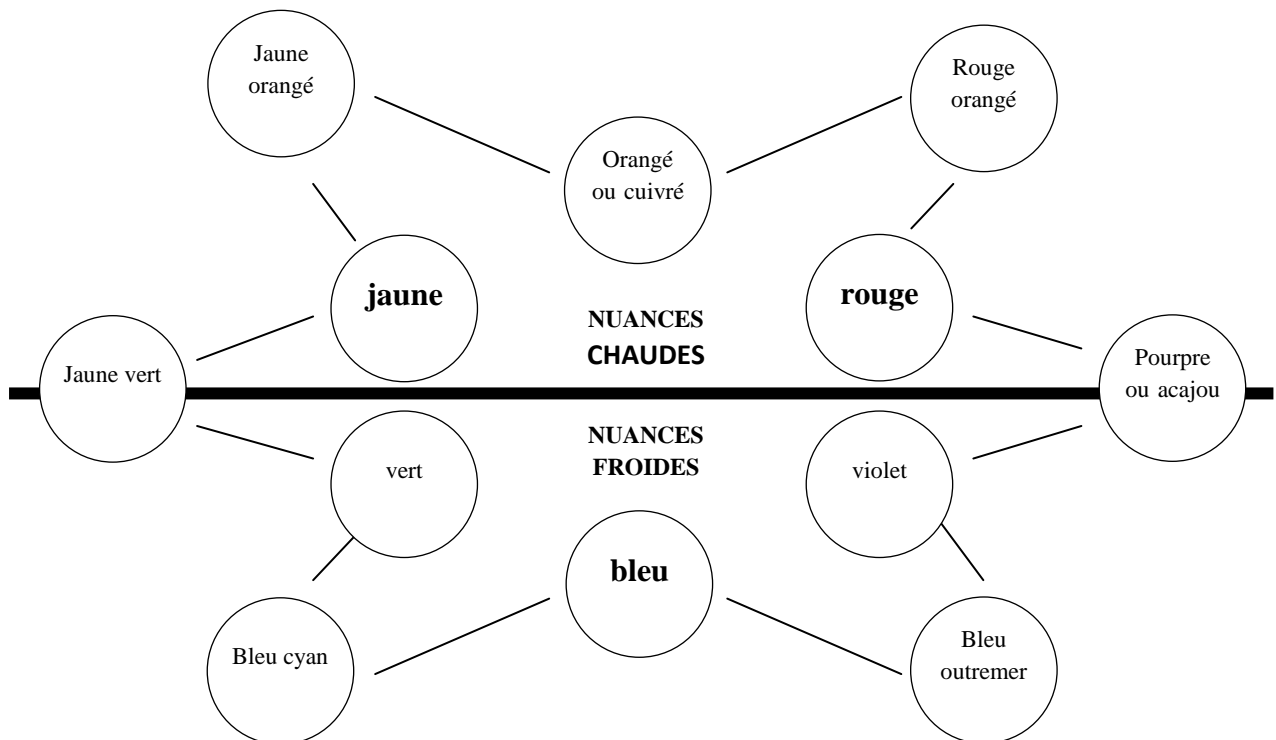 Jaune
orangé
Rouge
orangé
Orangé
ou cuivré
jaune
rouge
NUANCES
CHAUDES
Jaune vert
Pourpre
ou acajou
NUANCES
FROIDES
vert
violet
bleu
Bleu cyan
Bleu
outremer